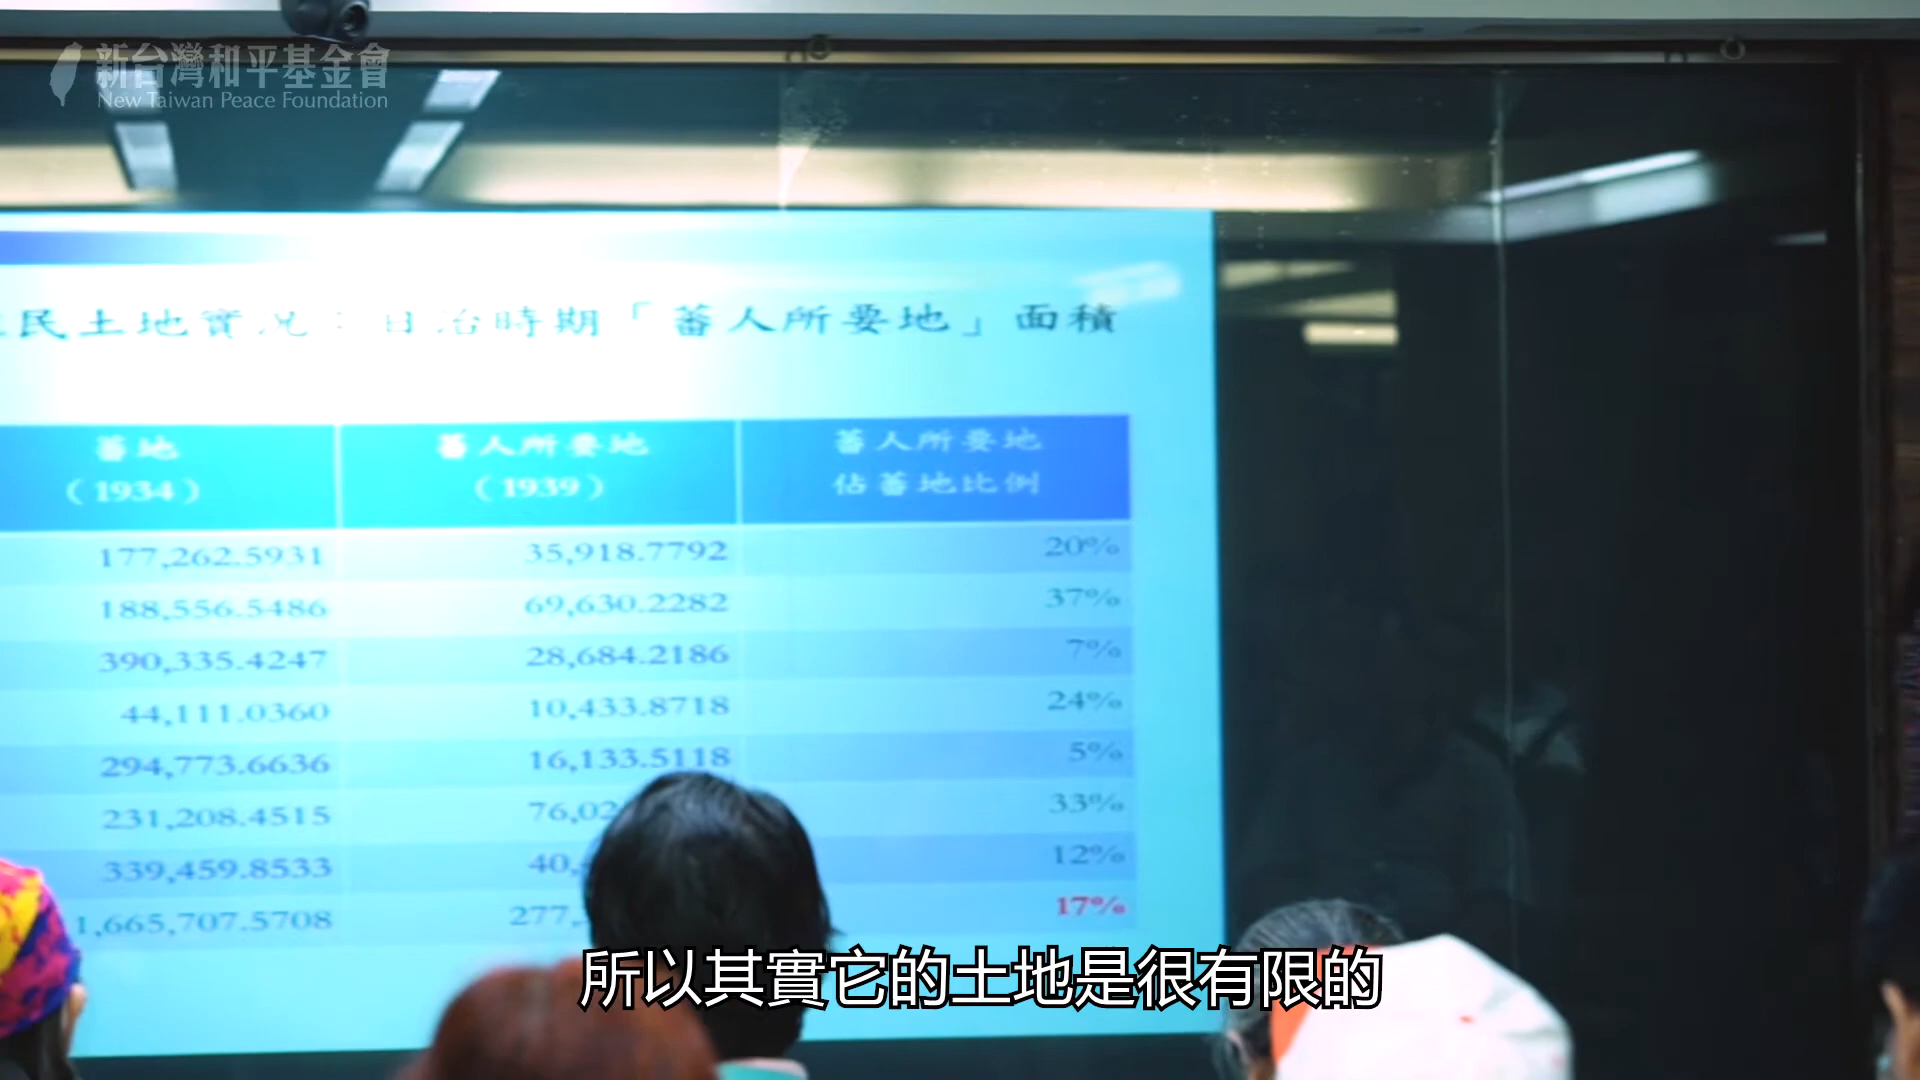 新台灣和平基金會
New Taiwan Peace Foundation
民土地實況：日治時期「蕃人所要地」面積
蕃地
（1934）
蕃人所要地
（1939）
蕃人所要地
佔蕃地比例
177,262.5931 35,918.7792 20%
188,556.5486 69,630.2282 37%
390,335.4247 28,684.2186 7%
44,111.0360 10,433.8718 24%
294,773.6636 16,133.5118 5%
231,208.4515 76,02 33%
339,459.8533 40, 12%
1,665,707.5708 277, 17%
所以其實它的土地是很有限的